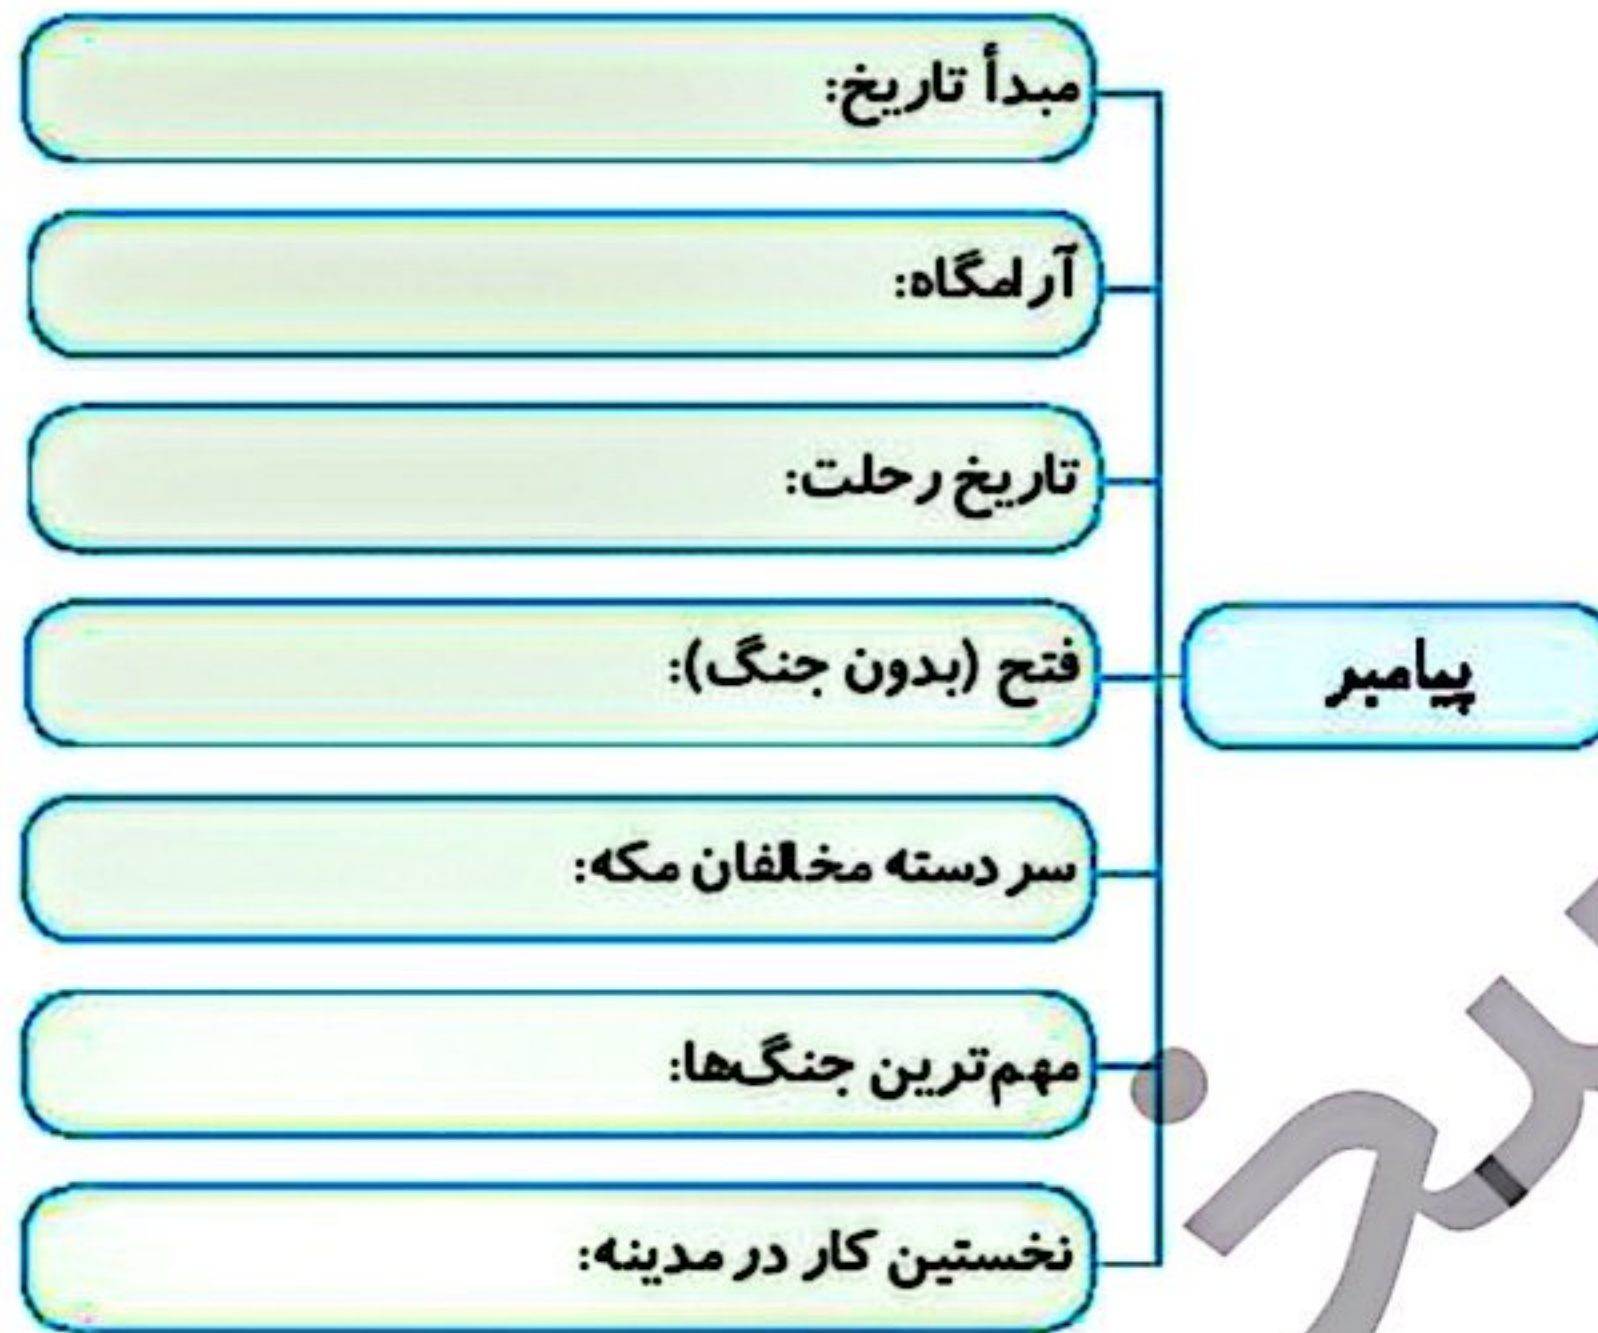 مبدأ تاریخ:
آرامگاه:
تاریخ رحلت:
فتح (بدون جنگ):
پیامبر
سر دسته مخالفان مکه:
مهم‌ترین جنگ‌ها:
نخستین کار در مدینه: